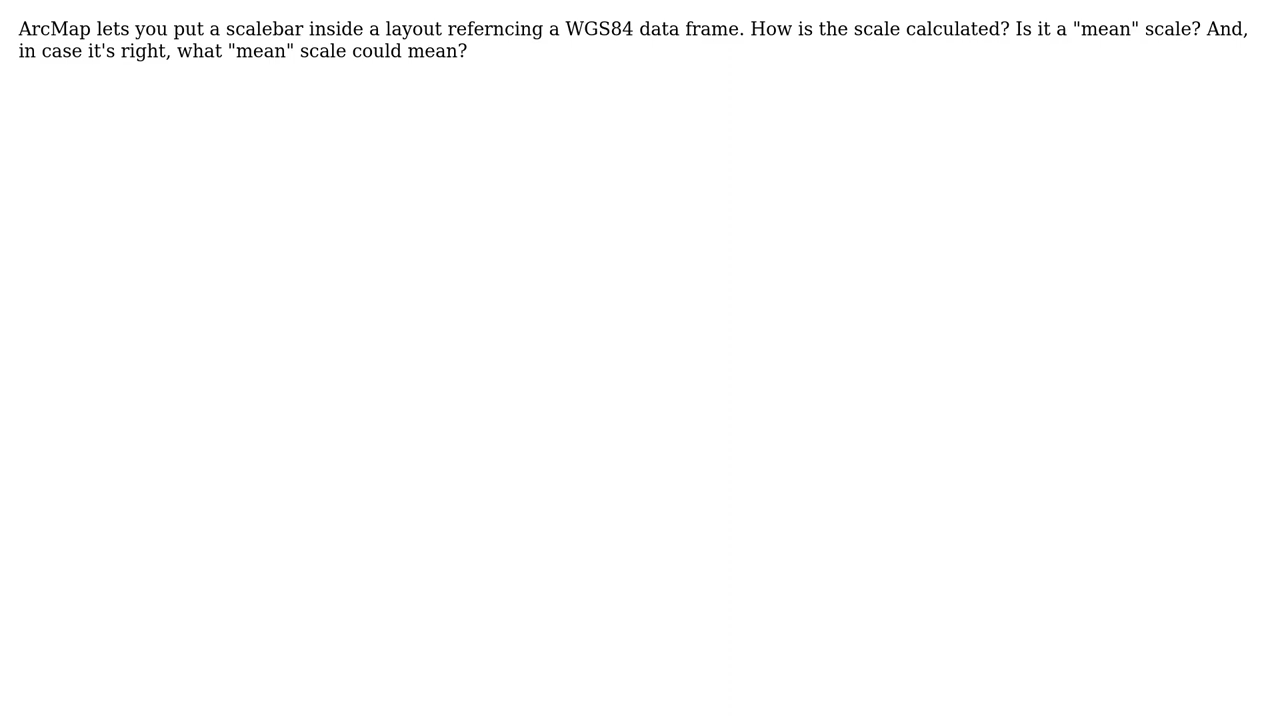 ArcMap lets you put a scalebar inside a layout referncing a WGS84 data frame. How is the scale calculated? Is it a "mean" scale? And,
in case it's right, what "mean" scale could mean?